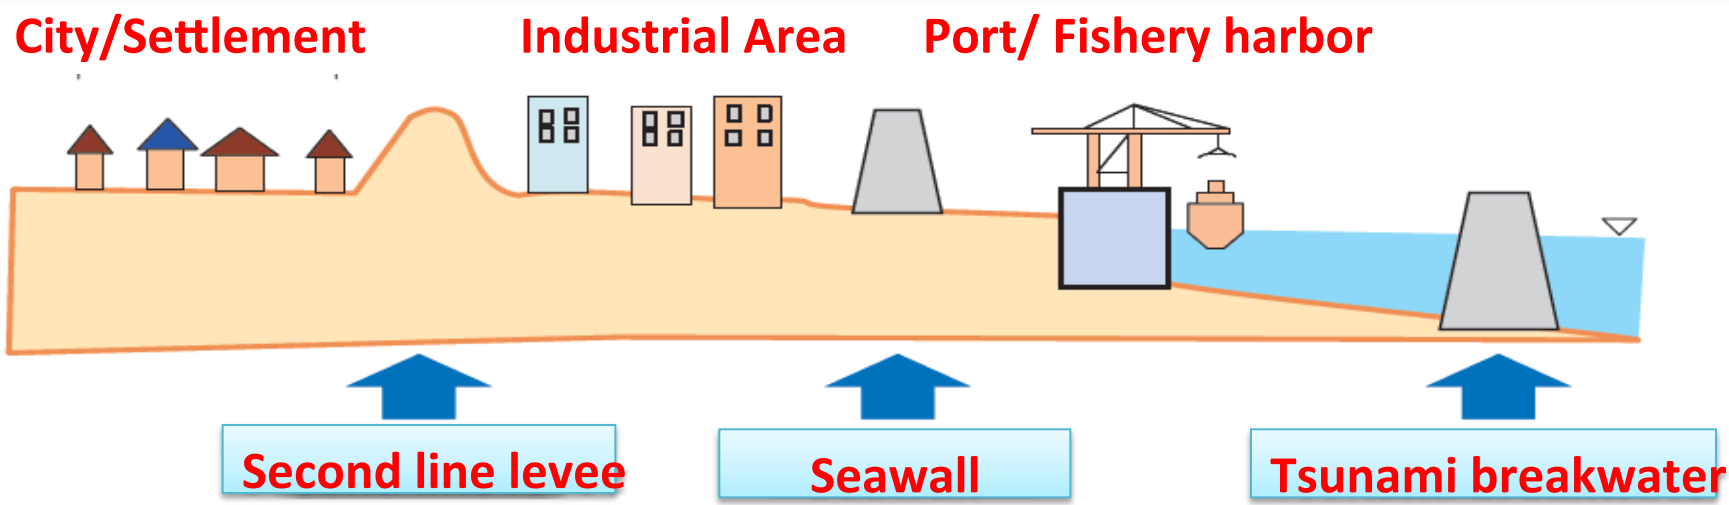 City/Settlement
Industrial Area
Port/ Fishery harbor
Second line levee
Seawall
Tsunami breakwater